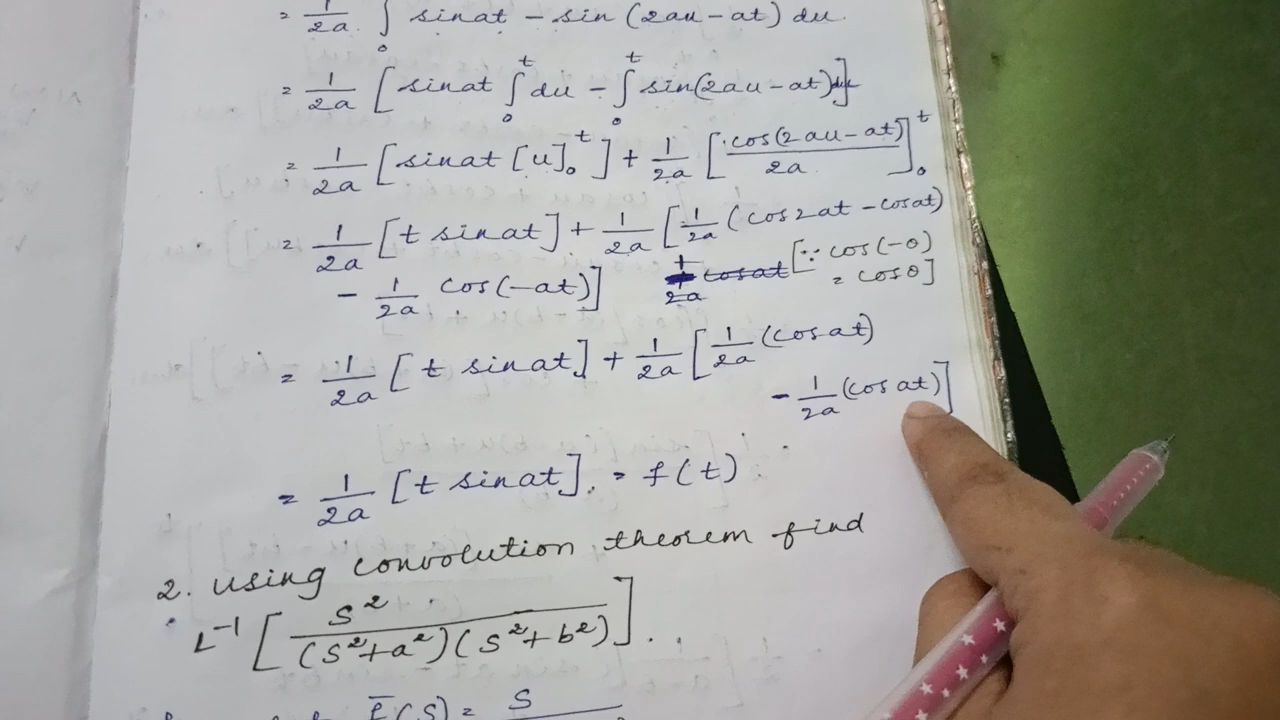 = 1/2a ∫₀ sinat - sin (2au - at) du.
= 1/2a [sinat ∫₀ᵗ du - ∫₀ᵗ sin(2au - at)du]
= 1/2a [sinat [u]₀ᵗ] + 1/2a [cos(2au - at)/2a]₀ᵗ
= 1/2a [t sinat] + 1/2a [1/2a (cos2at - cosat)
- 1/2a cos(-at)] [∵ cos(-θ)
= cosθ]
= 1/2a [t sinat] + 1/2a [1/2a (cosat)
- 1/2a (cos at)]
= 1/2a [t sinat]. = f(t)
2. using convolution theorem find
L⁻¹ [s²/(s²+a²)(s²+b²)].
(s) = s